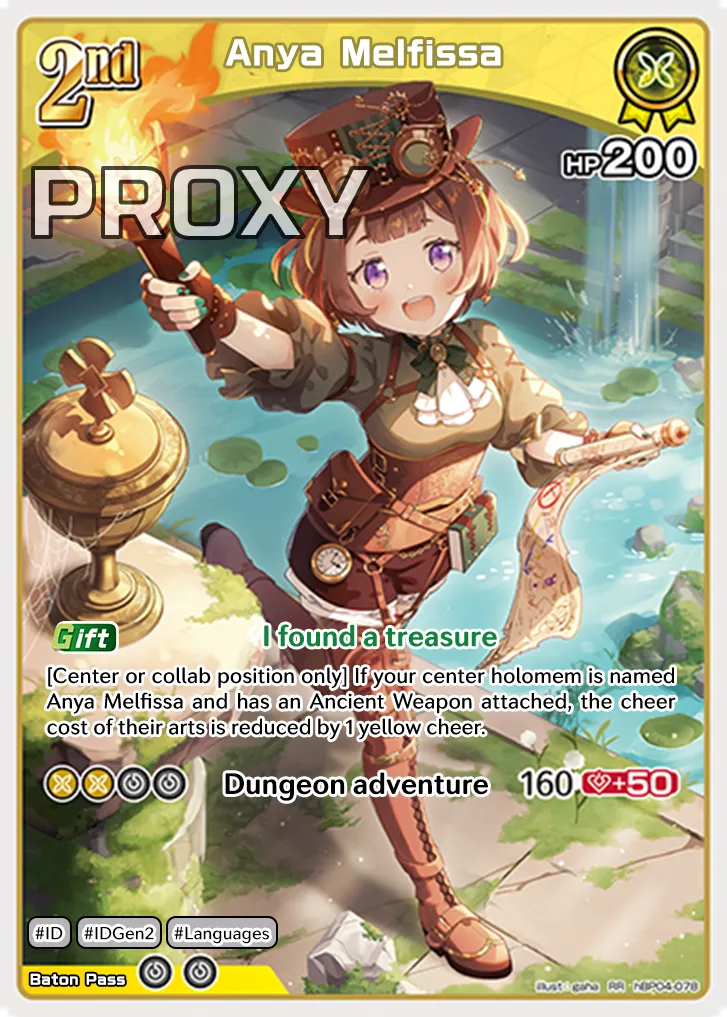 2nd
Anya Melfissa
HP200
PROXY
Gift
I found a treasure
[Center or collab position only] If your center holomem is named
Anya Melfissa and has an Ancient Weapon attached, the cheer
cost of their arts is reduced by 1 yellow cheer.
Dungeon adventure 160 +50
#ID #IDGen2 #Languages
Baton Pass
illust : gaha RR hBP04-078